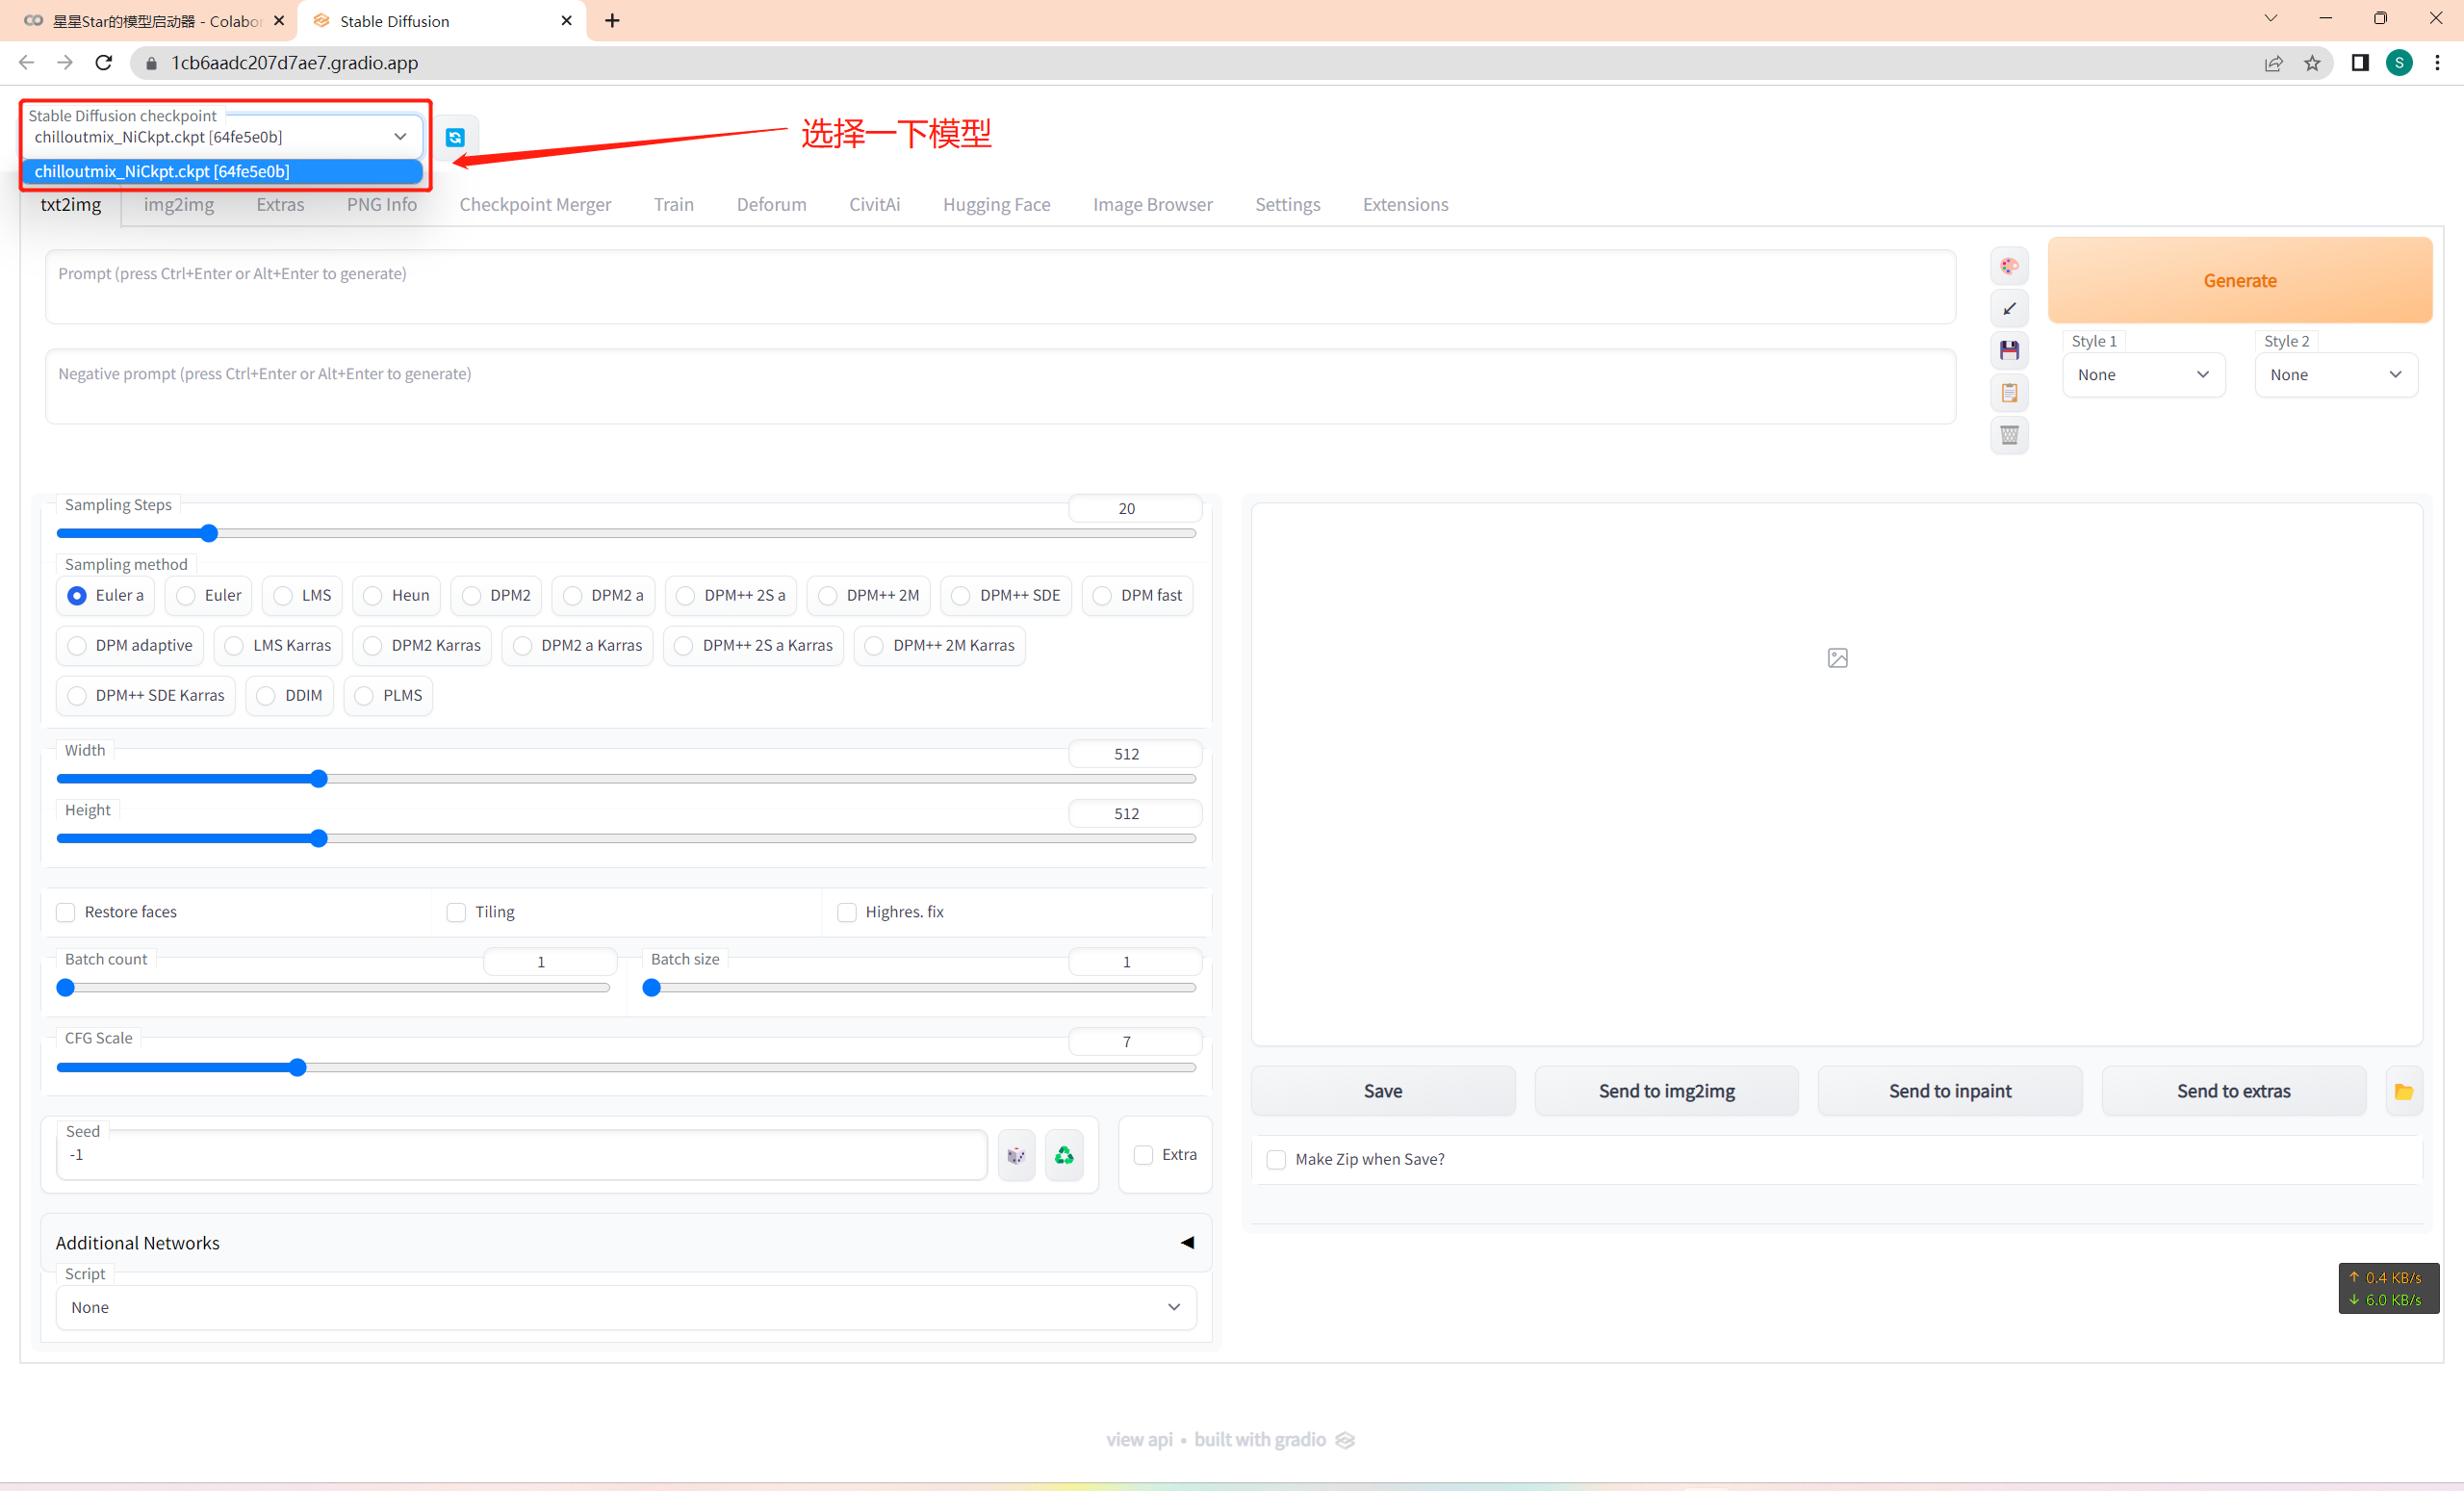 星星Star的模型启动器 - Colabo
Stable Diffusion
1cb6aadc207d7ae7.gradio.app
S
Stable Diffusion checkpoint
chilloutmix_NiCkpt.ckpt [64fe5e0b]
chilloutmix_NiCkpt.ckpt [64fe5e0b]
选择一下模型
txt2img img2img Extras PNG Info Checkpoint Merger Train Deforum CivitAi Hugging Face Image Browser Settings Extensions
Prompt (press Ctrl+Enter or Alt+Enter to generate)
Generate
Style 1 Style 2
None None
Negative prompt (press Ctrl+Enter or Alt+Enter to generate)
Sampling Steps 20
Sampling method
Euler a Euler LMS Heun DPM2 DPM2 a DPM++ 2S a DPM++ 2M DPM++ SDE DPM fast
DPM adaptive LMS Karras DPM2 Karras DPM2 a Karras DPM++ 2S a Karras DPM++ 2M Karras
DPM++ SDE Karras DDIM PLMS
Width 512
Height 512
Restore faces Tiling Highres. fix
Batch count 1 Batch size 1
CFG Scale 7
Seed
-1
Extra
Additional Networks
Script
None
Save Send to img2img Send to inpaint Send to extras
Make Zip when Save?
↑ 0.4 KB/s
↓ 6.0 KB/s
view api • built with gradio